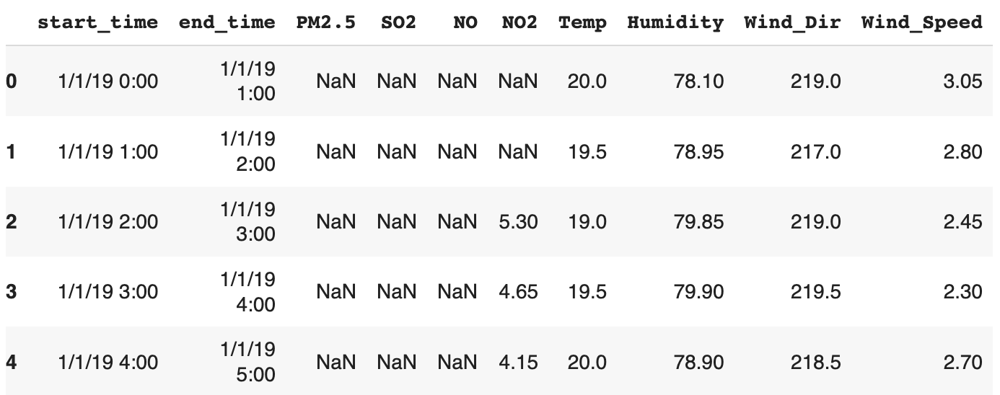 start_time end_time PM2.5 SO2 NO NO2 Temp Humidity Wind_Dir Wind_Speed
0 1/1/19 0:00 1/1/19 1:00 NaN NaN NaN NaN 20.0 78.10 219.0 3.05
1 1/1/19 1:00 1/1/19 2:00 NaN NaN NaN NaN 19.5 78.95 217.0 2.80
2 1/1/19 2:00 1/1/19 3:00 NaN NaN NaN 5.30 19.0 79.85 219.0 2.45
3 1/1/19 3:00 1/1/19 4:00 NaN NaN NaN 4.65 19.5 79.90 219.5 2.30
4 1/1/19 4:00 1/1/19 5:00 NaN NaN NaN 4.15 20.0 78.90 218.5 2.70